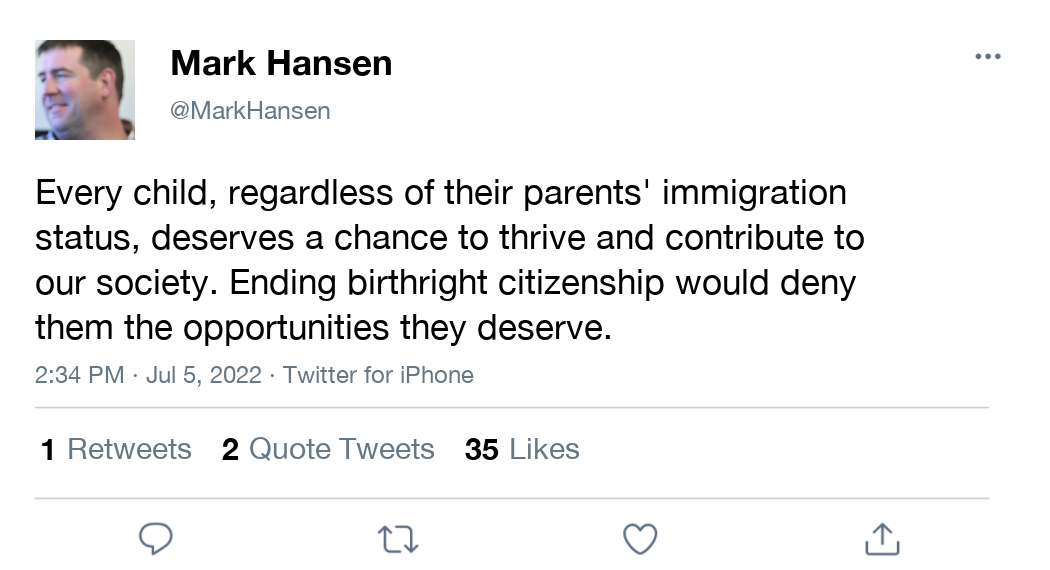 Mark Hansen
@MarkHansen
Every child, regardless of their parents' immigration
status, deserves a chance to thrive and contribute to
our society. Ending birthright citizenship would deny
them the opportunities they deserve.
2:34 PM · Jul 5, 2022 · Twitter for iPhone
1 Retweets 2 Quote Tweets 35 Likes